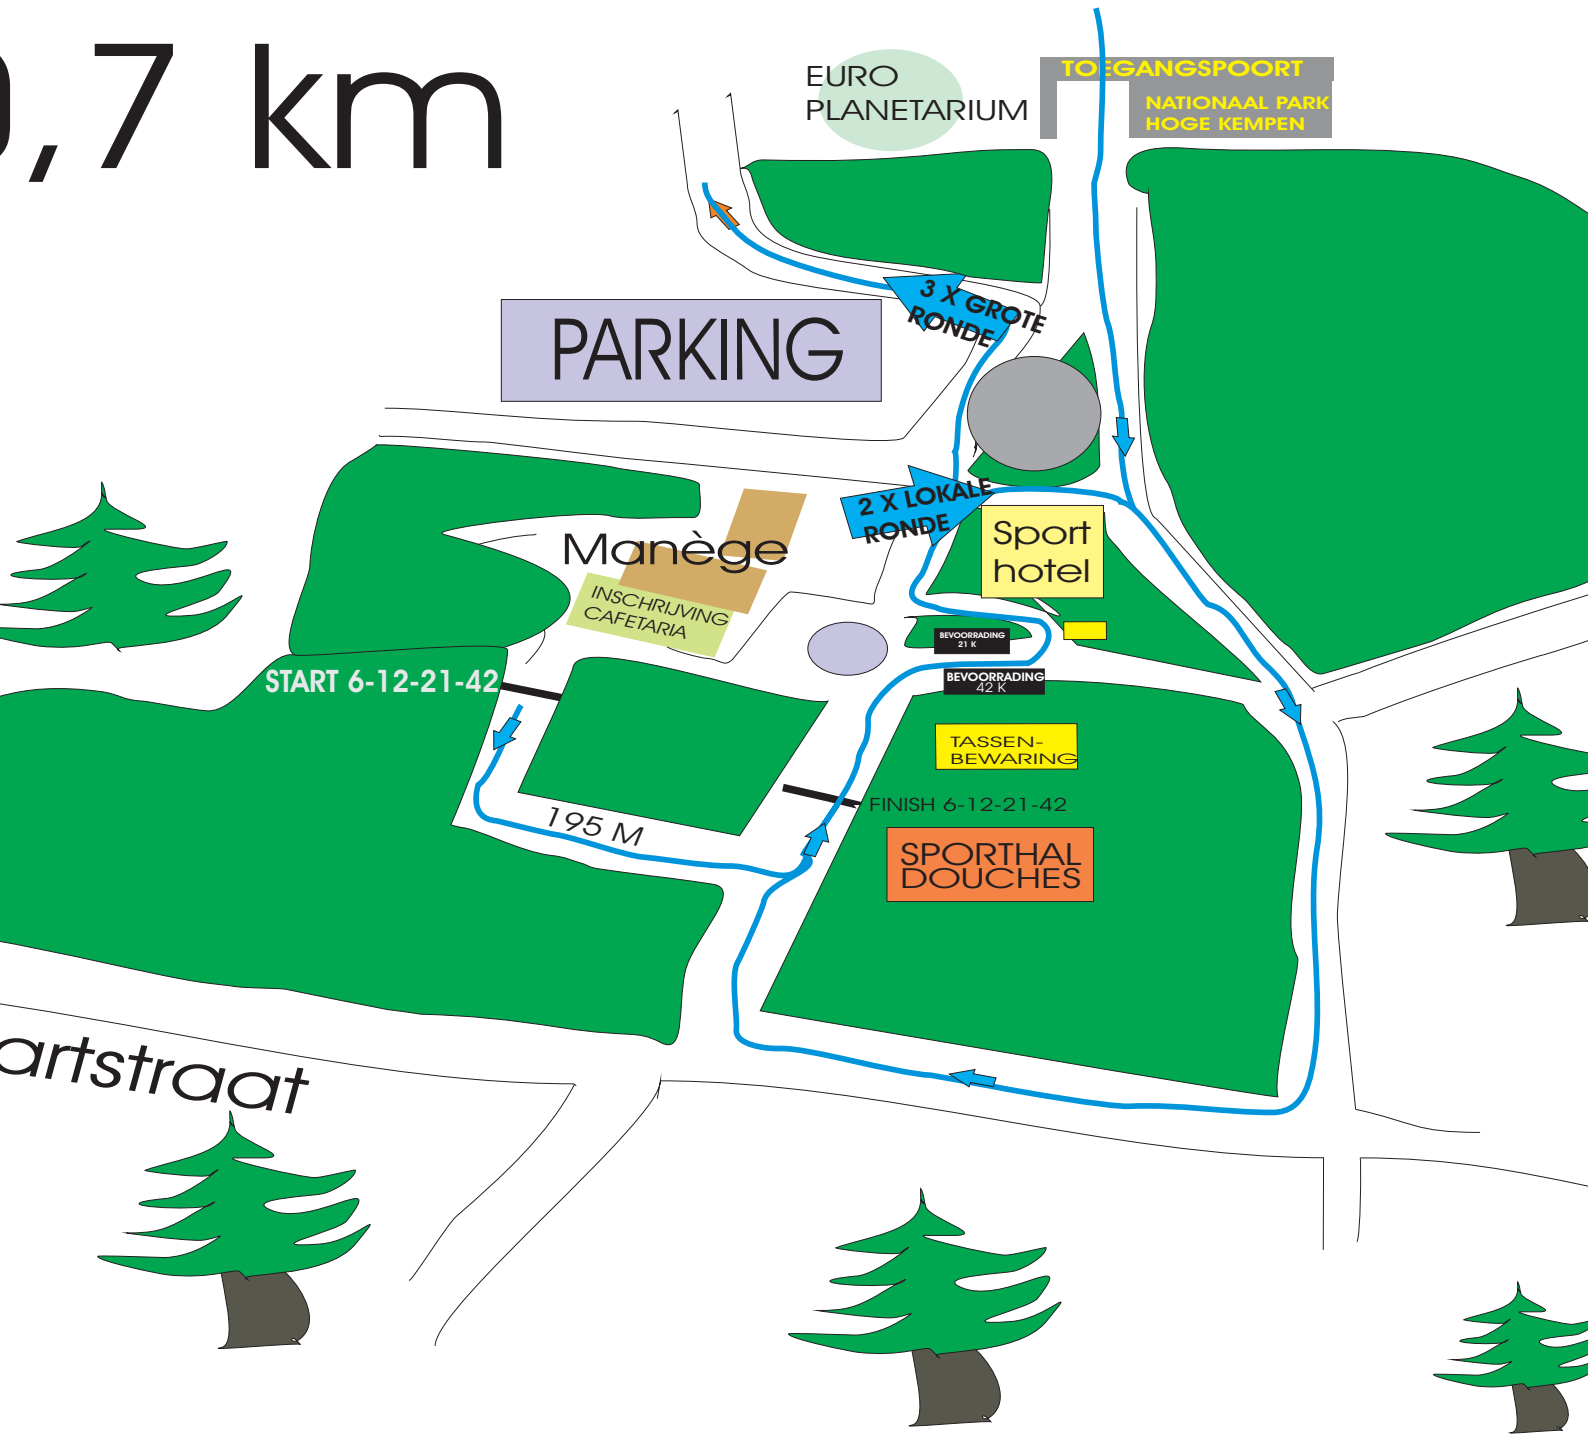 ,7 km
EURO
PLANETARIUM
TOEGANGSPOORT
NATIONAAL PARK
HOGE KEMPEN
3 X GROTE
RONDE
PARKING
2 X LOKALE
RONDE
Sport
hotel
Manège
INSCHRIJVING
CAFETARIA
BEVOORRADING
21 K
BEVOORRADING
42 K
START 6-12-21-42
TASSEN-
BEWARING
195 M
FINISH 6-12-21-42
SPORTHAL
DOUCHES
artstraat